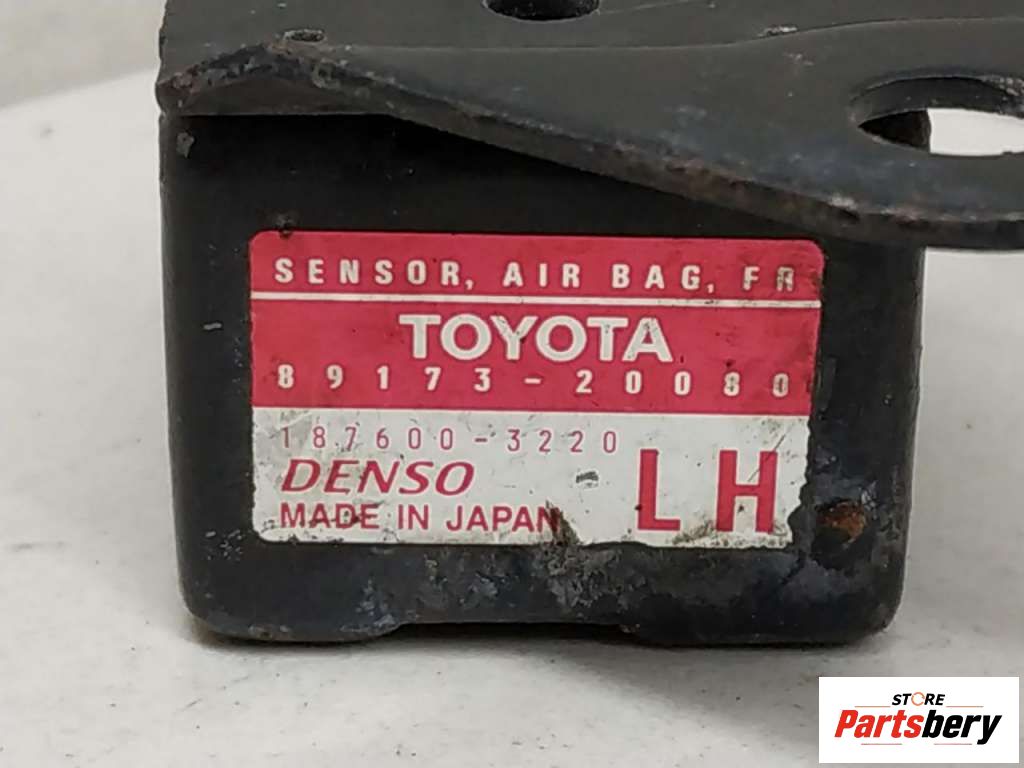 SENSOR, AIR BAG, FR
TOYOTA
89173-20080
187600-3220
DENSO
MADE IN JAPAN
LH
STORE
Partsbery